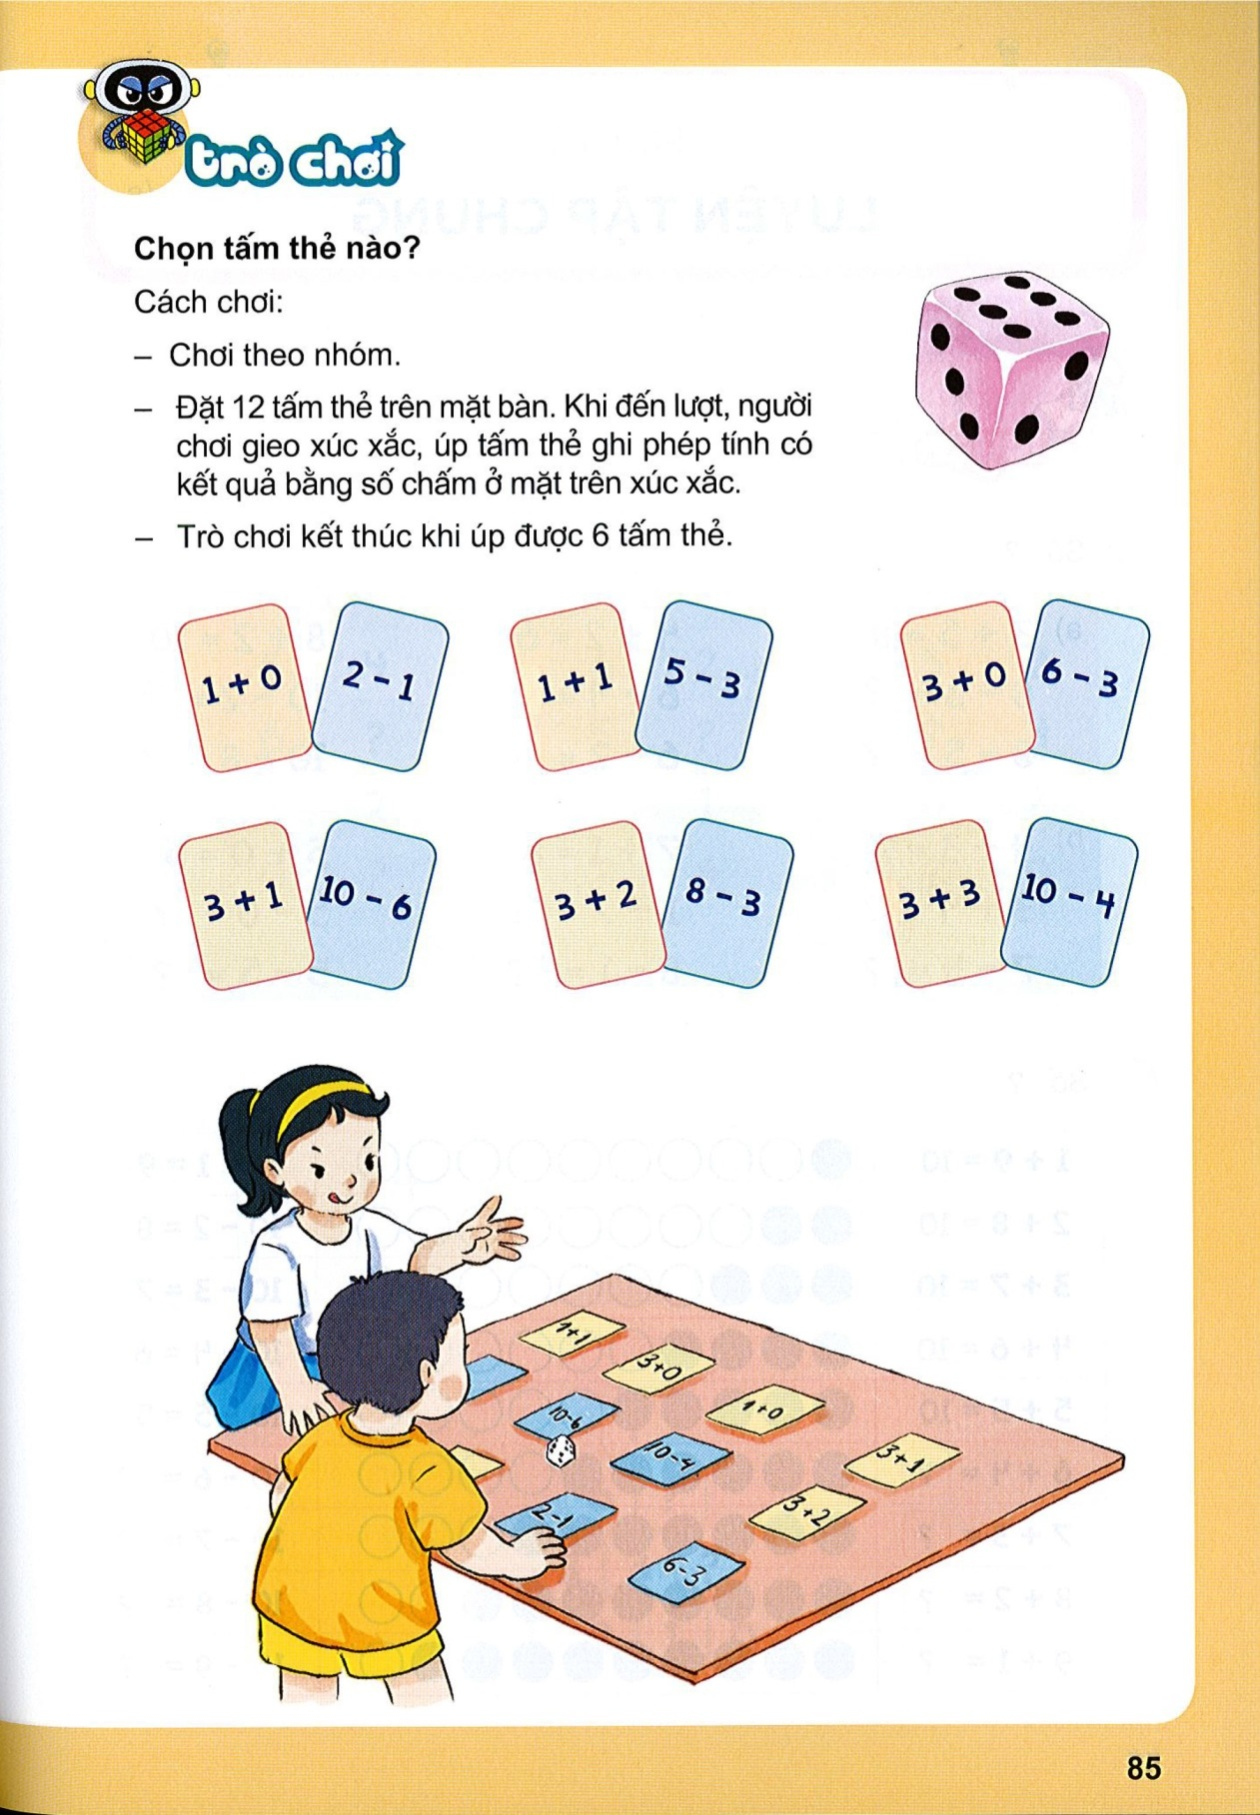 trò chơi
Chọn tấm thẻ nào?
Cách chơi:
– Chơi theo nhóm.
– Đặt 12 tấm thẻ trên mặt bàn. Khi đến lượt, người
chơi gieo xúc xắc, úp tấm thẻ ghi phép tính có
kết quả bằng số chấm ở mặt trên xúc xắc.
– Trò chơi kết thúc khi úp được 6 tấm thẻ.
1 + 0 2 – 1 1 + 1 5 – 3 3 + 0 6 – 3
3 + 1 10 – 6 3 + 2 8 – 3 3 + 3 10 – 4
1+1
3+0
10-6 1+0
10-4 3+1
2-1 3+2
6-3
85